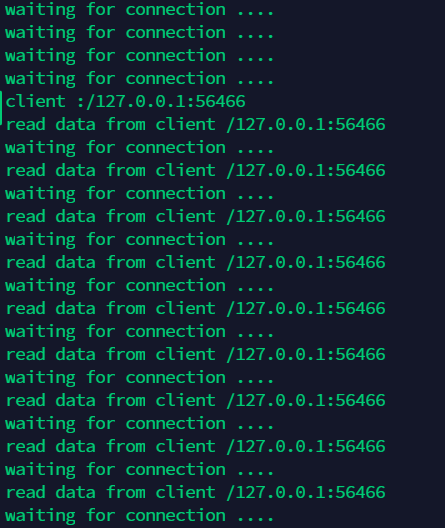 waiting for connection ....
waiting for connection ....
waiting for connection ....
waiting for connection ....
client :/127.0.0.1:56466
read data from client /127.0.0.1:56466
waiting for connection ....
read data from client /127.0.0.1:56466
waiting for connection ....
read data from client /127.0.0.1:56466
waiting for connection ....
read data from client /127.0.0.1:56466
waiting for connection ....
read data from client /127.0.0.1:56466
waiting for connection ....
read data from client /127.0.0.1:56466
waiting for connection ....
read data from client /127.0.0.1:56466
waiting for connection ....
read data from client /127.0.0.1:56466
waiting for connection ....
read data from client /127.0.0.1:56466
waiting for connection ....